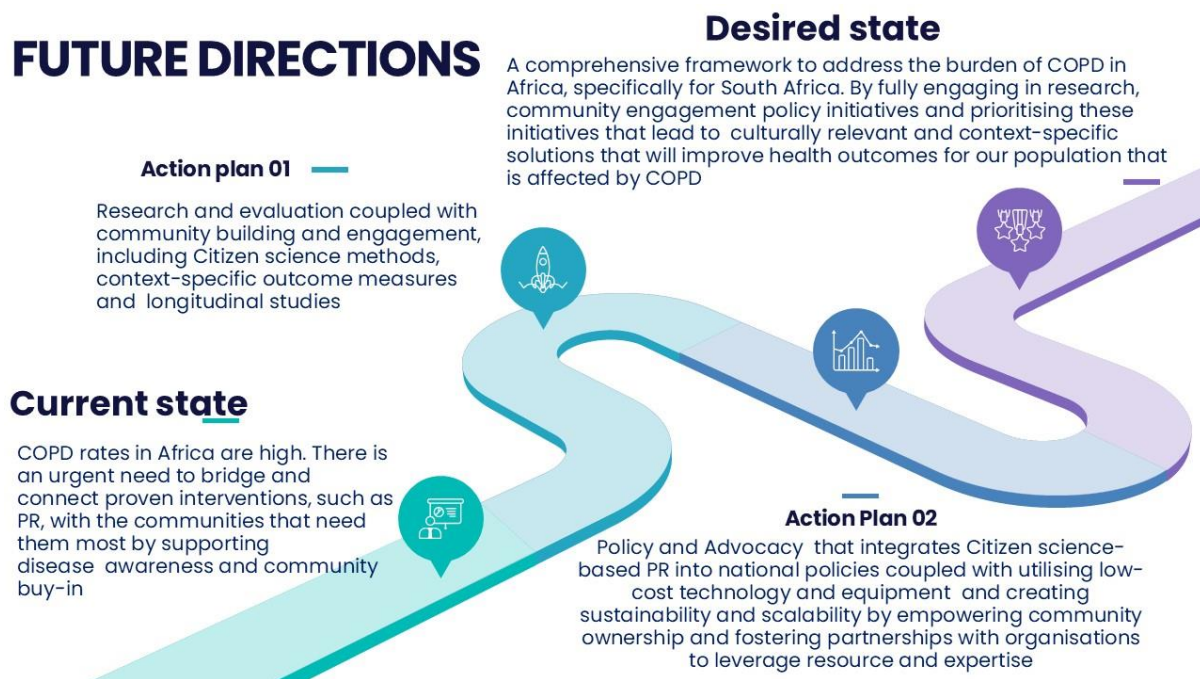 FUTURE DIRECTIONS
Desired state
A comprehensive framework to address the burden of COPD in
Africa, specifically for South Africa. By fully engaging in research,
community engagement policy initiatives and prioritising these
initiatives that lead to culturally relevant and context-specific
solutions that will improve health outcomes for our population that
is affected by COPD
Action plan 01
Research and evaluation coupled with
community building and engagement,
including Citizen science methods,
context-specific outcome measures
and longitudinal studies
Current state
COPD rates in Africa are high. There is
an urgent need to bridge and
connect proven interventions, such as
PR, with the communities that need
them most by supporting
disease awareness and community
buy-in
Action Plan 02
Policy and Advocacy that integrates Citizen science-
based PR into national policies coupled with utilising low-
cost technology and equipment and creating
sustainability and scalability by empowering community
ownership and fostering partnerships with organisations
to leverage resource and expertise